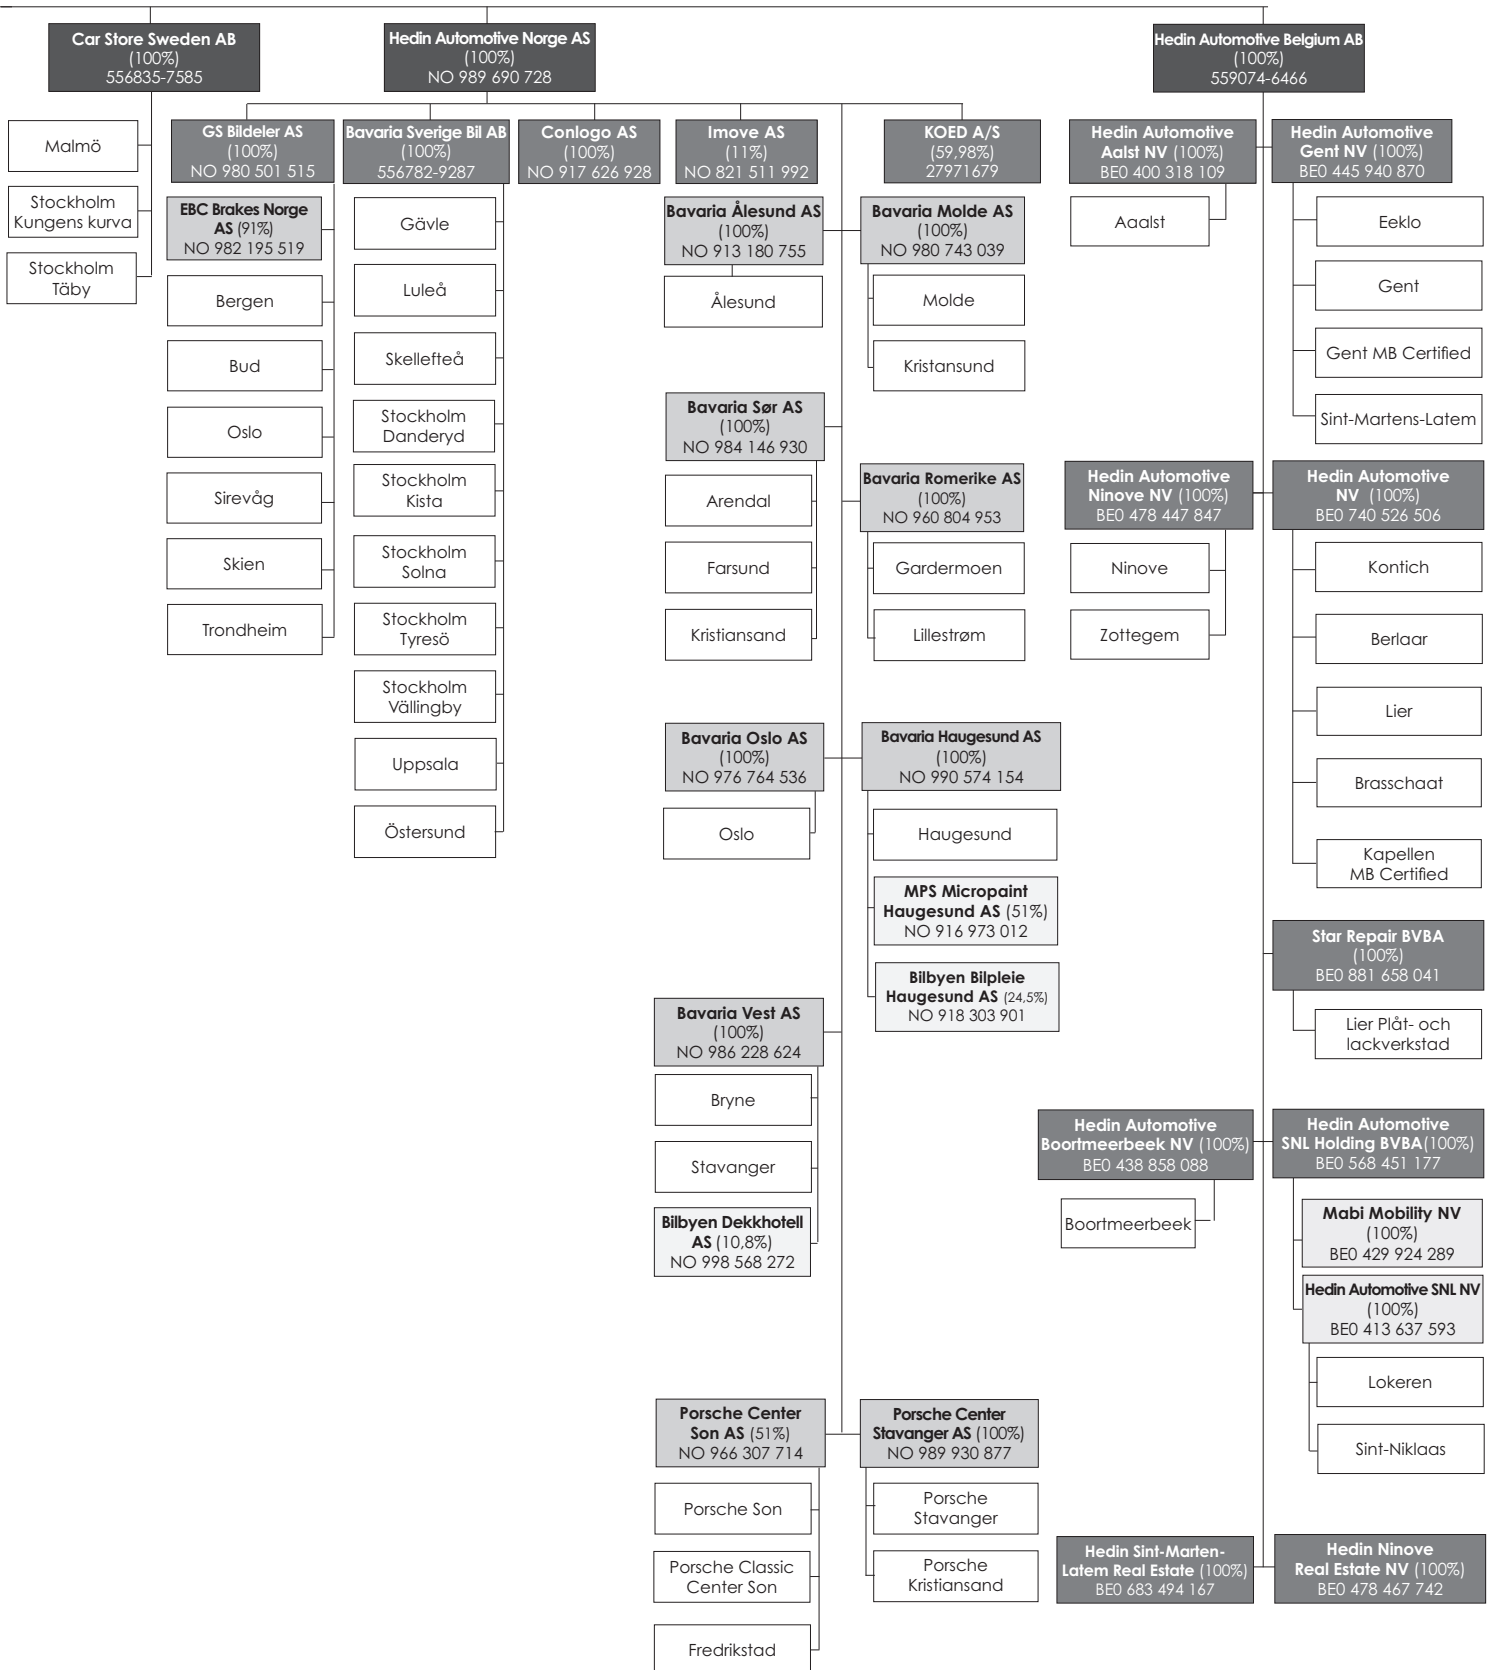 Car Store Sweden AB
(100%)
556835-7585
Malmö
Stockholm
Kungens kurva
Stockholm
Täby
Hedin Automotive Norge AS
(100%)
NO 989 690 728
GS Bildeler AS
(100%)
NO 980 501 515
EBC Brakes Norge
AS (91%)
NO 982 195 519
Bergen
Bud
Oslo
Sirevåg
Skien
Trondheim
Bavaria Sverige Bil AB
(100%)
556782-9287
Gävle
Luleå
Skellefteå
Stockholm
Danderyd
Stockholm
Kista
Stockholm
Solna
Stockholm
Tyresö
Stockholm
Vällingby
Uppsala
Östersund
Conlogo AS
(100%)
NO 917 626 928
Imove AS
(11%)
NO 821 511 992
KOED A/S
(59,98%)
27971679
Bavaria Ålesund AS
(100%)
NO 913 180 755
Ålesund
Bavaria Molde AS
(100%)
NO 980 743 039
Molde
Kristansund
Bavaria Sør AS
(100%)
NO 984 146 930
Arendal
Farsund
Kristiansand
Bavaria Romerike AS
(100%)
NO 960 804 953
Gardermoen
Lillestrøm
Bavaria Oslo AS
(100%)
NO 976 764 536
Oslo
Bavaria Haugesund AS
(100%)
NO 990 574 154
Haugesund
MPS Micropaint
Haugesund AS (51%)
NO 916 973 012
Bilbyen Bilpleie
Haugesund AS (24,5%)
NO 918 303 901
Bavaria Vest AS
(100%)
NO 986 228 624
Bryne
Stavanger
Bilbyen Dekkhotell
AS (10,8%)
NO 998 568 272
Porsche Center
Son AS (51%)
NO 966 307 714
Porsche Son
Porsche Classic
Center Son
Fredrikstad
Porsche Center
Stavanger AS (100%)
NO 989 930 877
Porsche
Stavanger
Porsche
Kristiansand
Hedin Automotive Belgium AB
(100%)
559074-6466
Hedin Automotive
Aalst NV (100%)
BE0 400 318 109
Aaalst
Hedin Automotive
Gent NV (100%)
BE0 445 940 870
Eeklo
Gent
Gent MB Certified
Sint-Martens-Latem
Hedin Automotive
Ninove NV (100%)
BE0 478 447 847
Ninove
Zottegem
Hedin Automotive
NV (100%)
BE0 740 526 506
Kontich
Berlaar
Lier
Brasschaat
Kapellen
MB Certified
Star Repair BVBA
(100%)
BE0 881 658 041
Lier Plåt- och
lackverkstad
Hedin Automotive
Boortmeerbeek NV (100%)
BE0 438 858 088
Boortmeerbeek
Hedin Automotive
SNL Holding BVBA(100%)
BE0 568 451 177
Mabi Mobility NV
(100%)
BE0 429 924 289
Hedin Automotive SNL NV
(100%)
BE0 413 637 593
Lokeren
Sint-Niklaas
Hedin Sint-Marten-
Latem Real Estate (100%)
BE0 683 494 167
Hedin Ninove
Real Estate NV (100%)
BE0 478 467 742